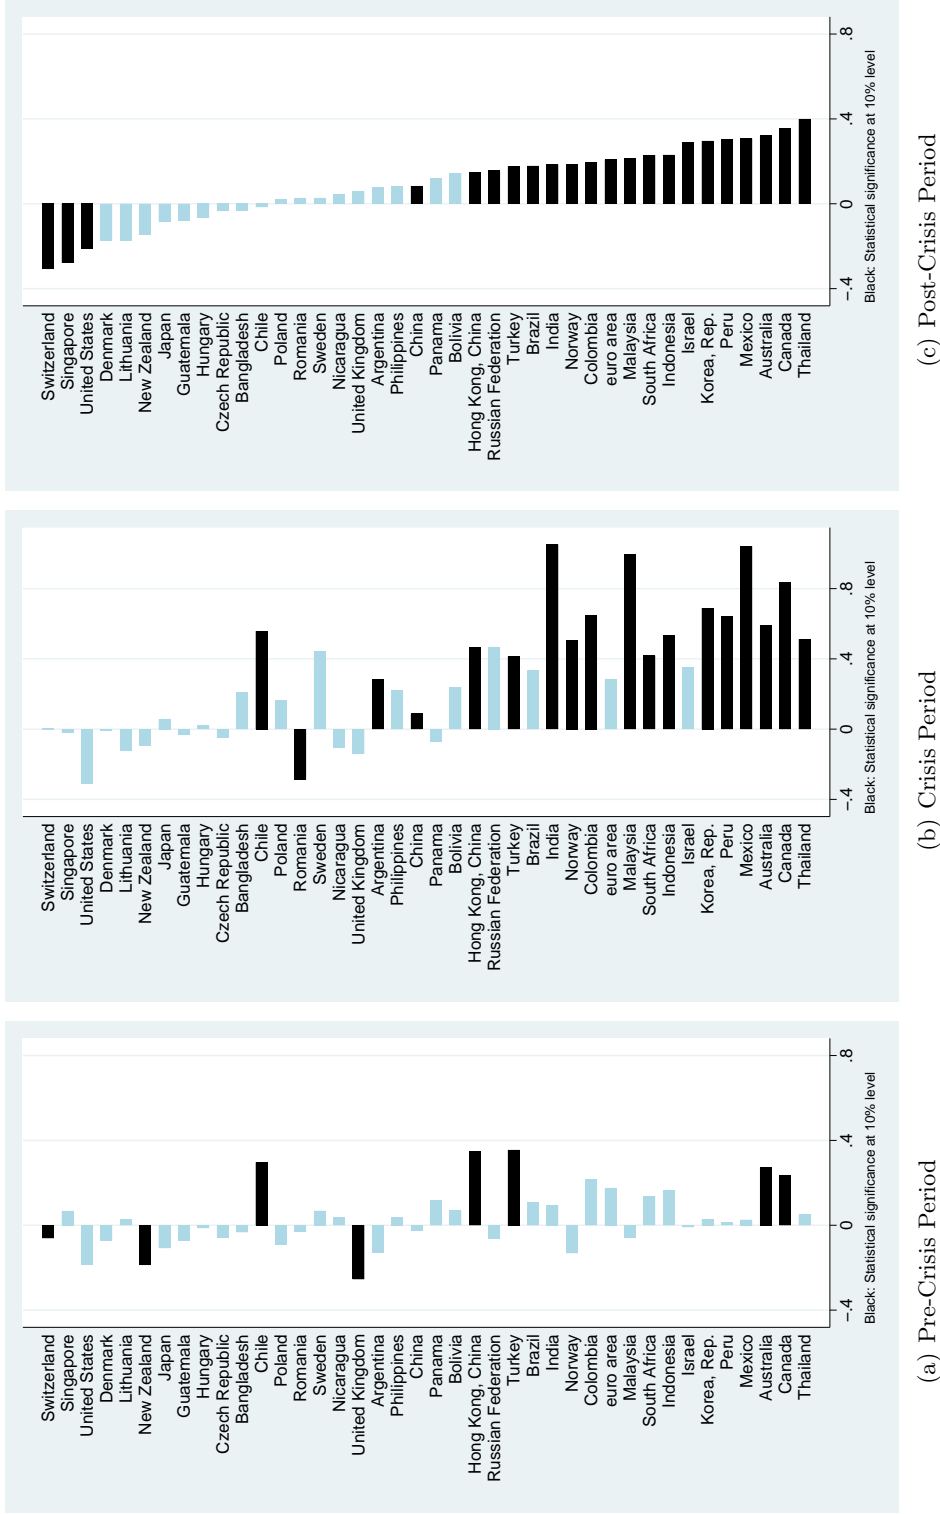 Switzerland
Singapore
United States
Denmark
Lithuania
New Zealand
Japan
Guatemala
Hungary
Czech Republic
Bangladesh
Chile
Poland
Romania
Sweden
Nicaragua
United Kingdom
Argentina
Philippines
China
Panama
Bolivia
Hong Kong, China
Russian Federation
Turkey
Brazil
India
Norway
Colombia
euro area
Malaysia
South Africa
Indonesia
Israel
Korea, Rep.
Peru
Mexico
Australia
Canada
Thailand
-.4 0 .4 .8
Black: Statistical significance at 10% level
(a) Pre-Crisis Period
Switzerland
Singapore
United States
Denmark
Lithuania
New Zealand
Japan
Guatemala
Hungary
Czech Republic
Bangladesh
Chile
Poland
Romania
Sweden
Nicaragua
United Kingdom
Argentina
Philippines
China
Panama
Bolivia
Hong Kong, China
Russian Federation
Turkey
Brazil
India
Norway
Colombia
euro area
Malaysia
South Africa
Indonesia
Israel
Korea, Rep.
Peru
Mexico
Australia
Canada
Thailand
-.4 0 .4 .8
Black: Statistical significance at 10% level
(b) Crisis Period
Switzerland
Singapore
United States
Denmark
Lithuania
New Zealand
Japan
Guatemala
Hungary
Czech Republic
Bangladesh
Chile
Poland
Romania
Sweden
Nicaragua
United Kingdom
Argentina
Philippines
China
Panama
Bolivia
Hong Kong, China
Russian Federation
Turkey
Brazil
India
Norway
Colombia
euro area
Malaysia
South Africa
Indonesia
Israel
Korea, Rep.
Peru
Mexico
Australia
Canada
Thailand
-.4 0 .4 .8
Black: Statistical significance at 10% level
(c) Post-Crisis Period